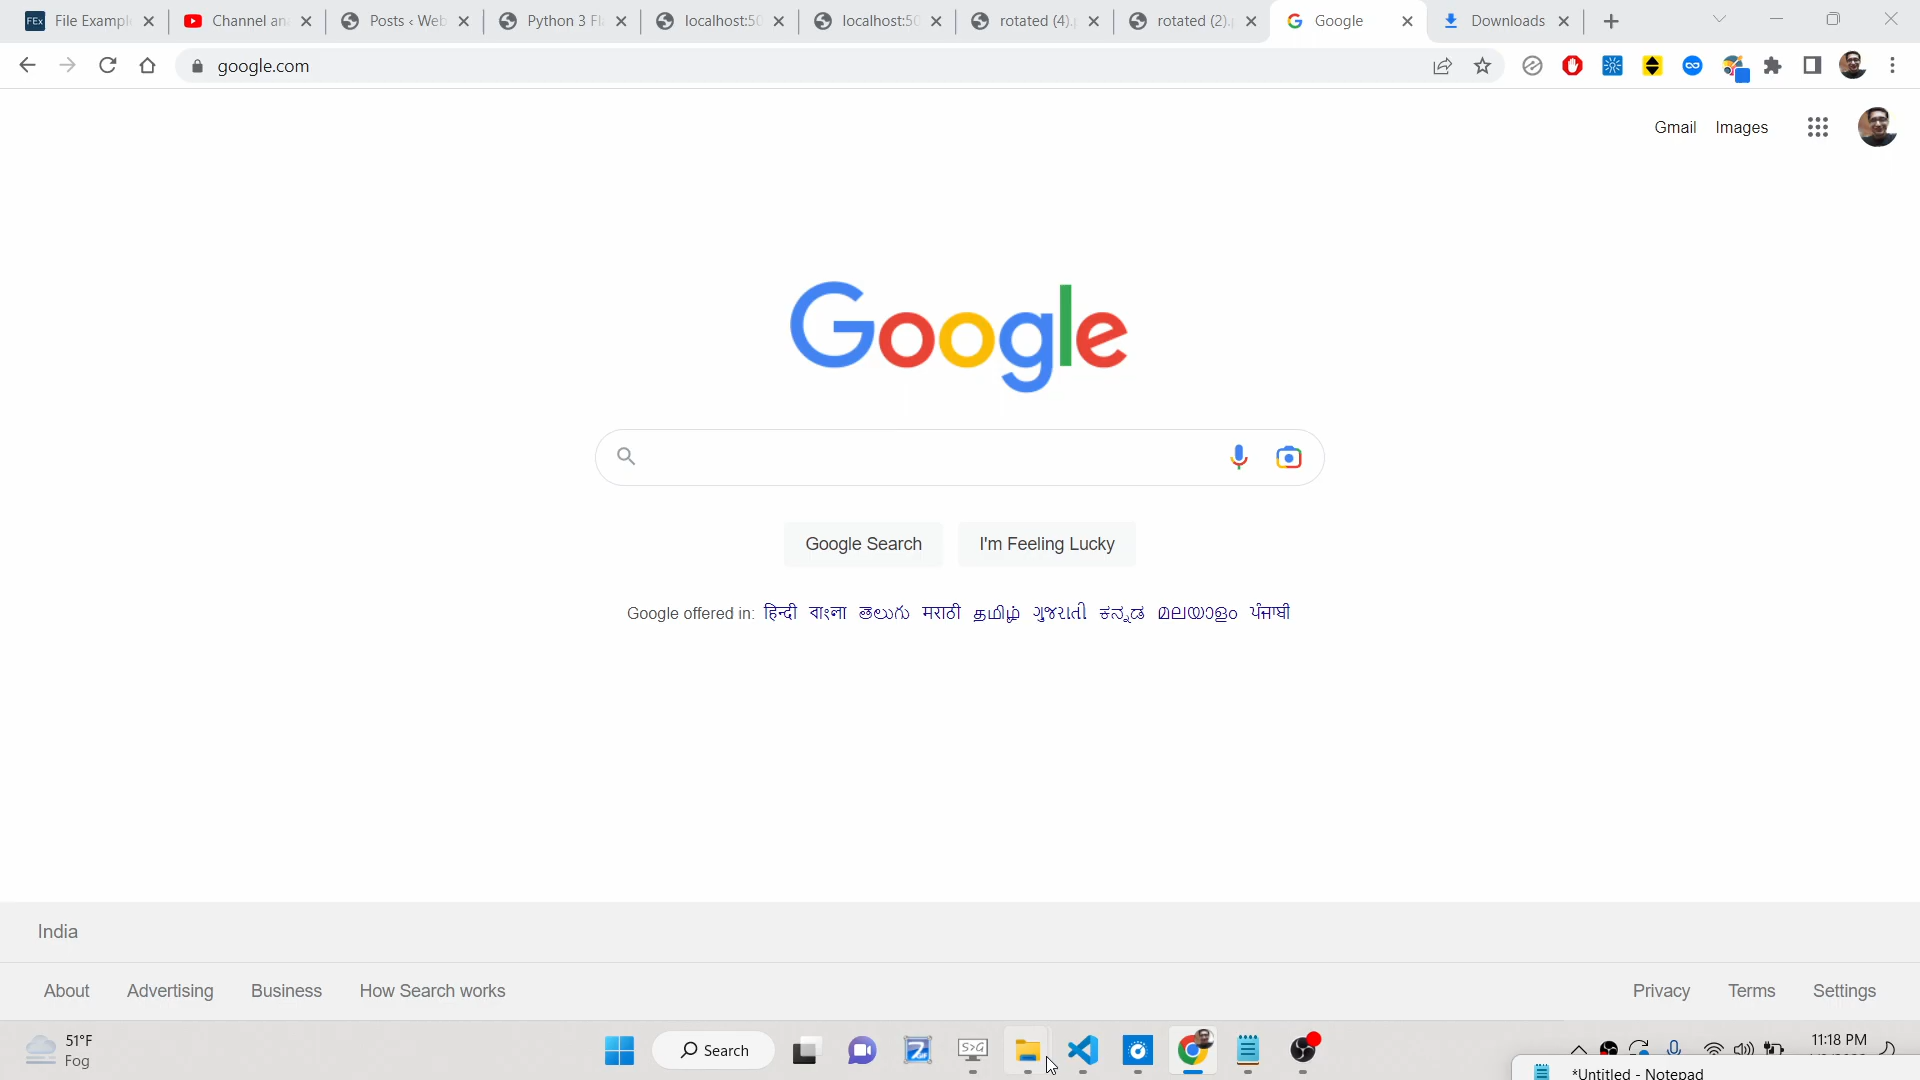 File Exampl
Channel an
Posts ‹ Web
Python 3 Fl
localhost:50
localhost:50
rotated (4).
rotated (2).
Google
Downloads
google.com
Gmail Images
Google
Google Search
I'm Feeling Lucky
Google offered in: हिन्दी বাংলা తెలుగు मराठी தமிழ் ગુજરાતી ಕನ್ನಡ മലയാളം ਪੰਜਾਬੀ
India
About Advertising Business How Search works
Privacy Terms Settings
51°F
Fog
Search
S>G
11:18 PM
*Untitled - Notepad